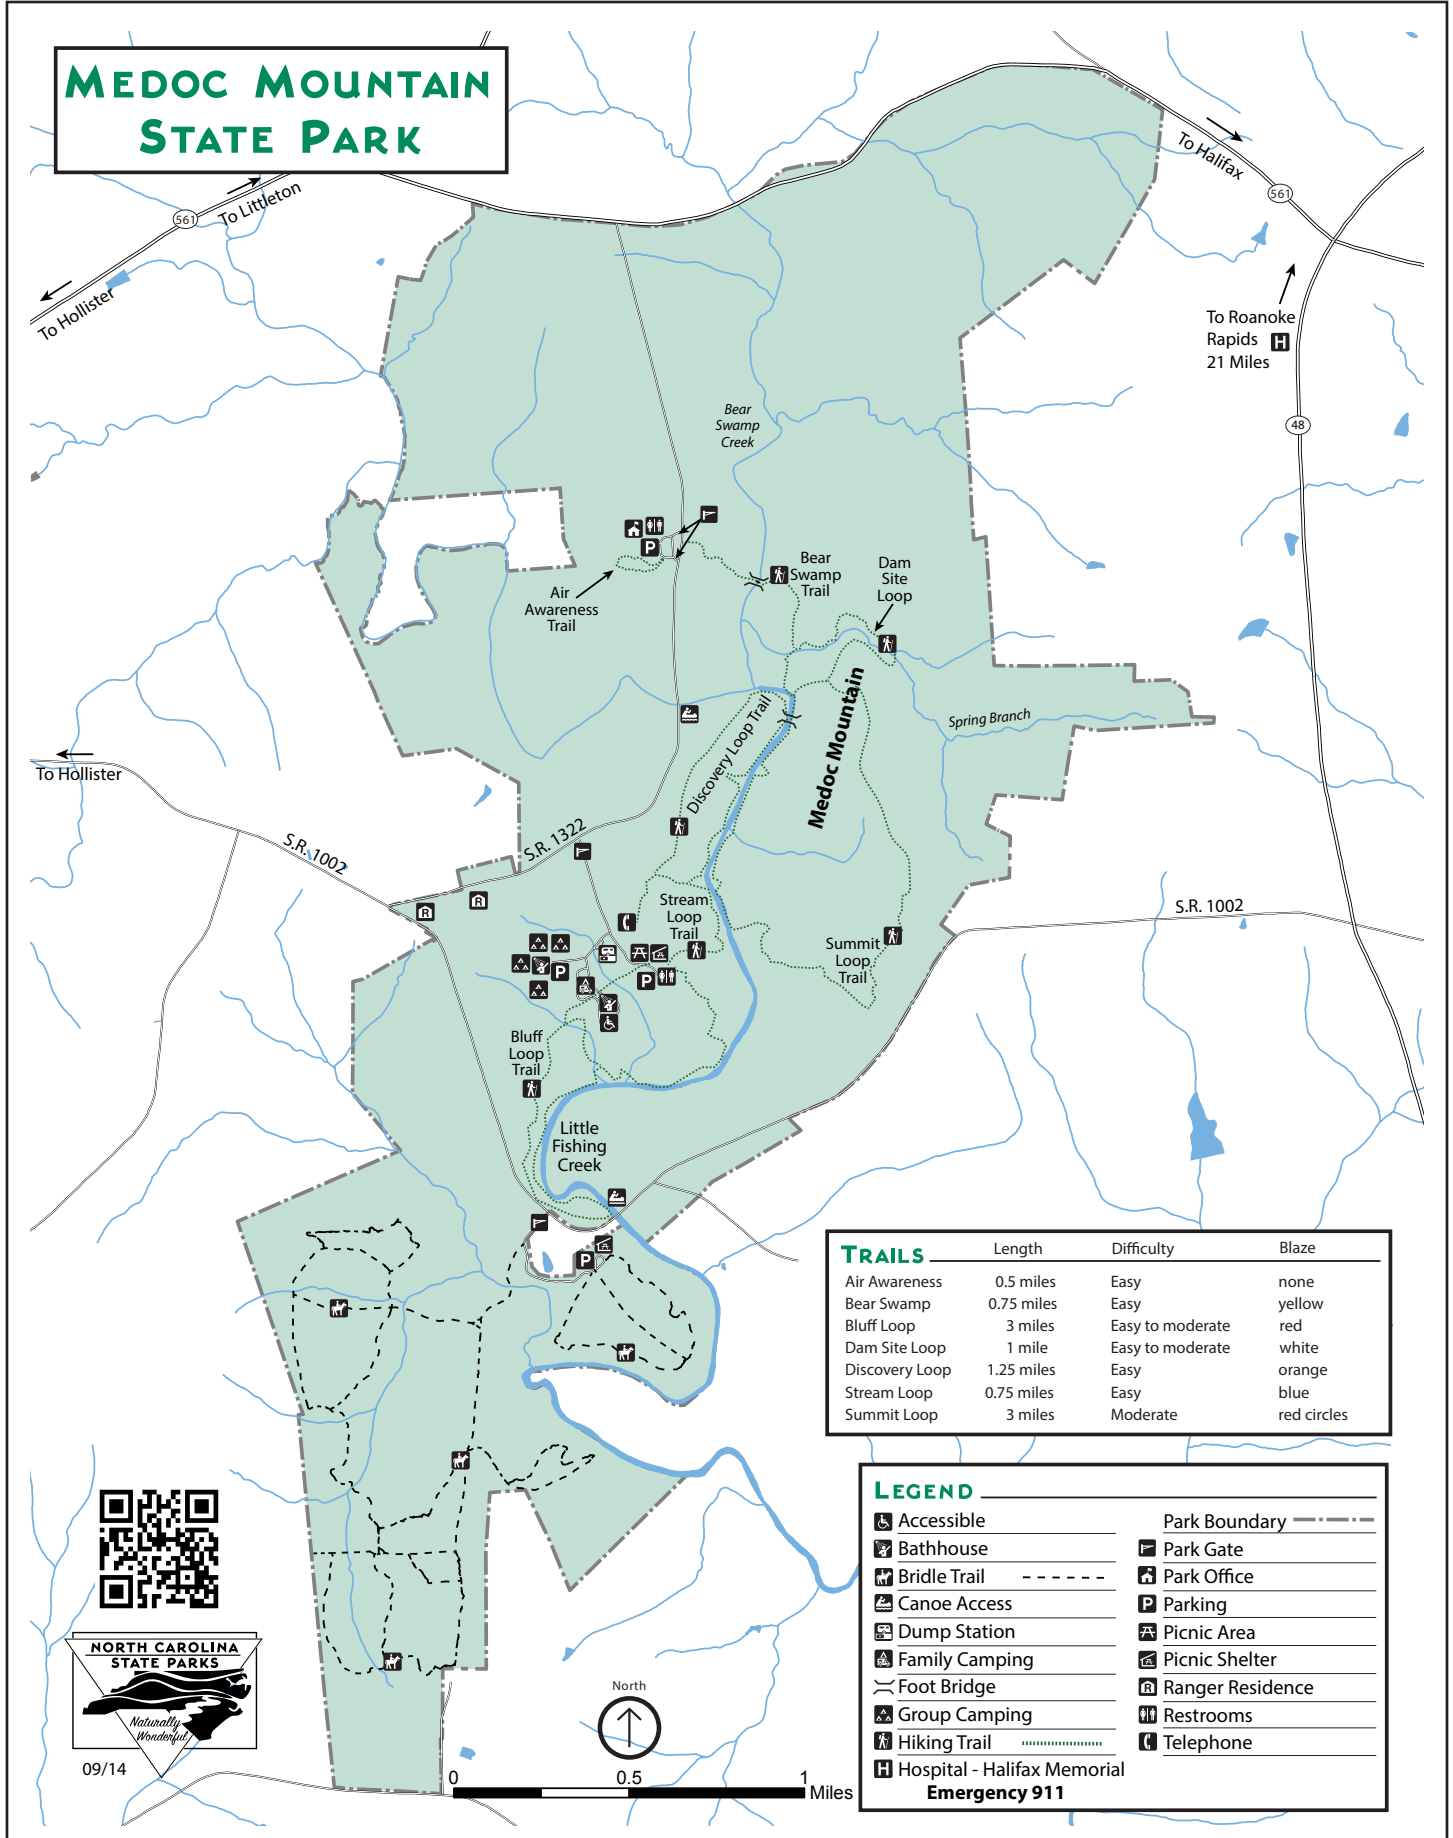 MEDOC MOUNTAIN
STATE PARK
561
To Littleton
To Hollister
To Halifax
561
To Roanoke
Rapids H
21 Miles
48
Bear
Swamp
Creek
P
Air
Awareness
Trail
Bear
Swamp
Trail
Dam
Site
Loop
Medoc Mountain
Spring Branch
Discovery Loop Trail
To Hollister
S.R. 1002
S.R. 1322
R
R
Stream
Loop
Trail
S.R. 1002
Summit
Loop
Trail
P
P
Bluff
Loop
Trail
Little
Fishing
Creek
P
TRAILS Length Difficulty Blaze
Air Awareness 0.5 miles Easy none
Bear Swamp 0.75 miles Easy yellow
Bluff Loop 3 miles Easy to moderate red
Dam Site Loop 1 mile Easy to moderate white
Discovery Loop 1.25 miles Easy orange
Stream Loop 0.75 miles Easy blue
Summit Loop 3 miles Moderate red circles
LEGEND
Accessible
Bathhouse
Bridle Trail
Canoe Access
Dump Station
Family Camping
Foot Bridge
Group Camping
Hiking Trail
H Hospital - Halifax Memorial
Emergency 911
Park Boundary
Park Gate
Park Office
P Parking
Picnic Area
Picnic Shelter
R Ranger Residence
Restrooms
Telephone
NORTH CAROLINA
STATE PARKS
Naturally
Wonderful
09/14
North
0 0.5 1
Miles